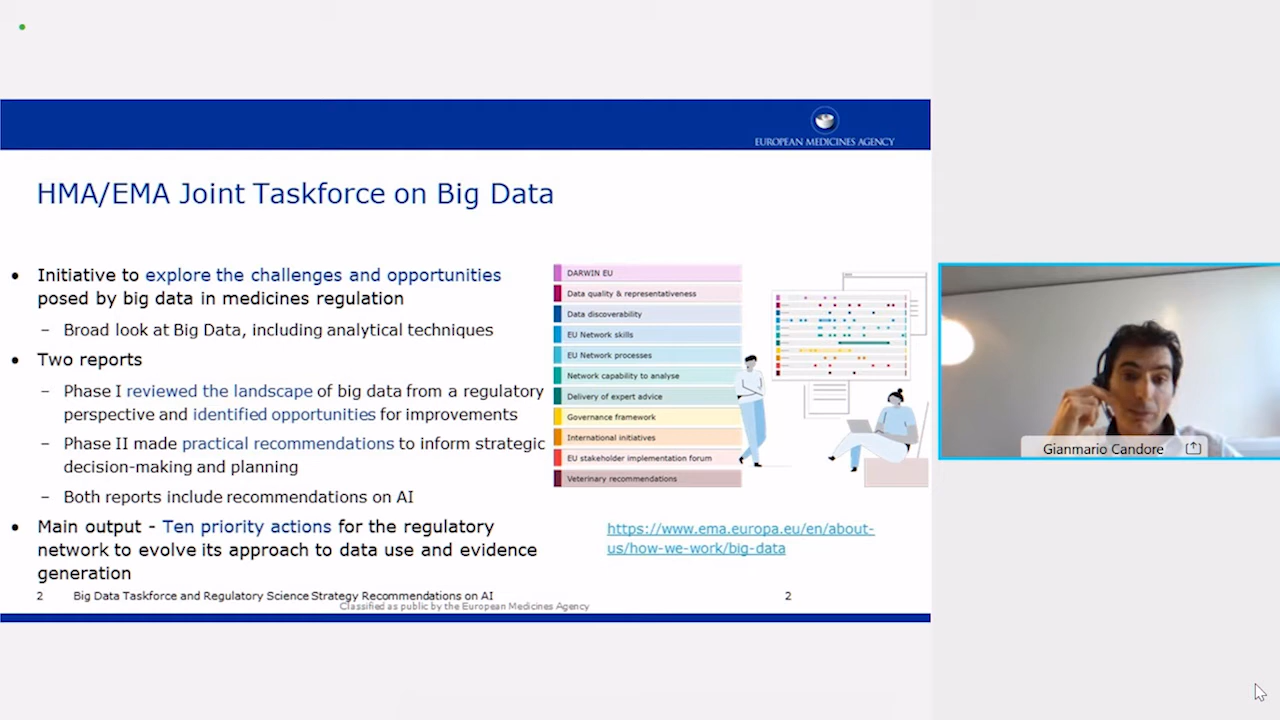 EUROPEAN MEDICINES AGENCY
HMA/EMA Joint Taskforce on Big Data
• Initiative to explore the challenges and opportunities
posed by big data in medicines regulation
– Broad look at Big Data, including analytical techniques
• Two reports
– Phase I reviewed the landscape of big data from a regulatory
perspective and identified opportunities for improvements
– Phase II made practical recommendations to inform strategic
decision-making and planning
– Both reports include recommendations on AI
• Main output - Ten priority actions for the regulatory
network to evolve its approach to data use and evidence
generation
DARWIN EU
Data quality & representativeness
Data discoverability
EU Network skills
EU Network processes
Network capability to analyse
Delivery of expert advice
Governance framework
International initiatives
EU stakeholder implementation forum
Veterinary recommendations
https://www.ema.europa.eu/en/about-
us/how-we-work/big-data
2 Big Data Taskforce and Regulatory Science Strategy Recommendations on AI 2
Classified as public by the European Medicines Agency
Gianmario Candore